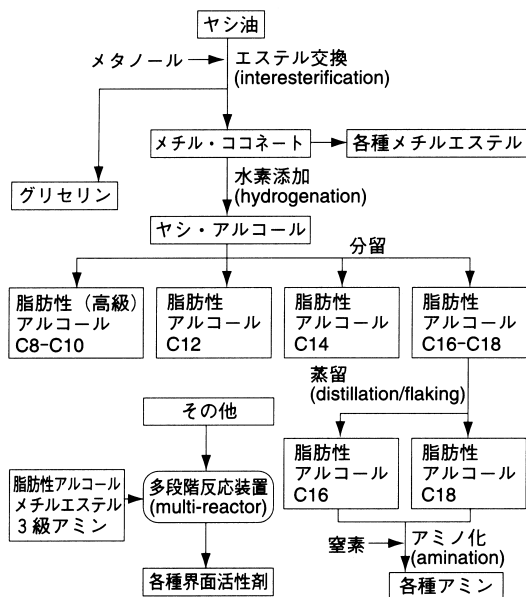 ヤシ油
メタノール
エステル交換
(interesterification)
メチル・ココネート
各種メチルエステル
グリセリン
水素添加
(hydrogenation)
ヤシ・アルコール
分留
脂肪性（高級）
アルコール
C8-C10
脂肪性
アルコール
C12
脂肪性
アルコール
C14
脂肪性
アルコール
C16-C18
蒸留
(distillation/flaking)
その他
脂肪性アルコール
メチルエステル
3級アミン
多段階反応装置
(multi-reactor)
各種界面活性剤
脂肪性
アルコール
C16
脂肪性
アルコール
C18
窒素
アミノ化
(amination)
各種アミン